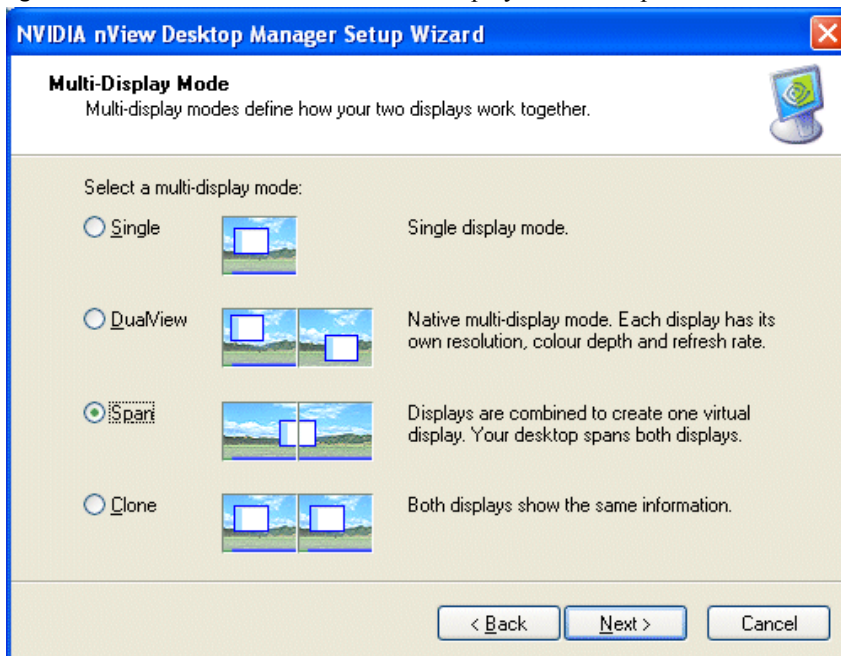 NVIDIA nView Desktop Manager Setup Wizard
Multi-Display Mode
Multi-display modes define how your two displays work together.
Select a multi-display mode:
Single
Single display mode.
DualView
Native multi-display mode. Each display has its
own resolution, colour depth and refresh rate.
Span
Displays are combined to create one virtual
display. Your desktop spans both displays.
Clone
Both displays show the same information.
< Back
Next >
Cancel